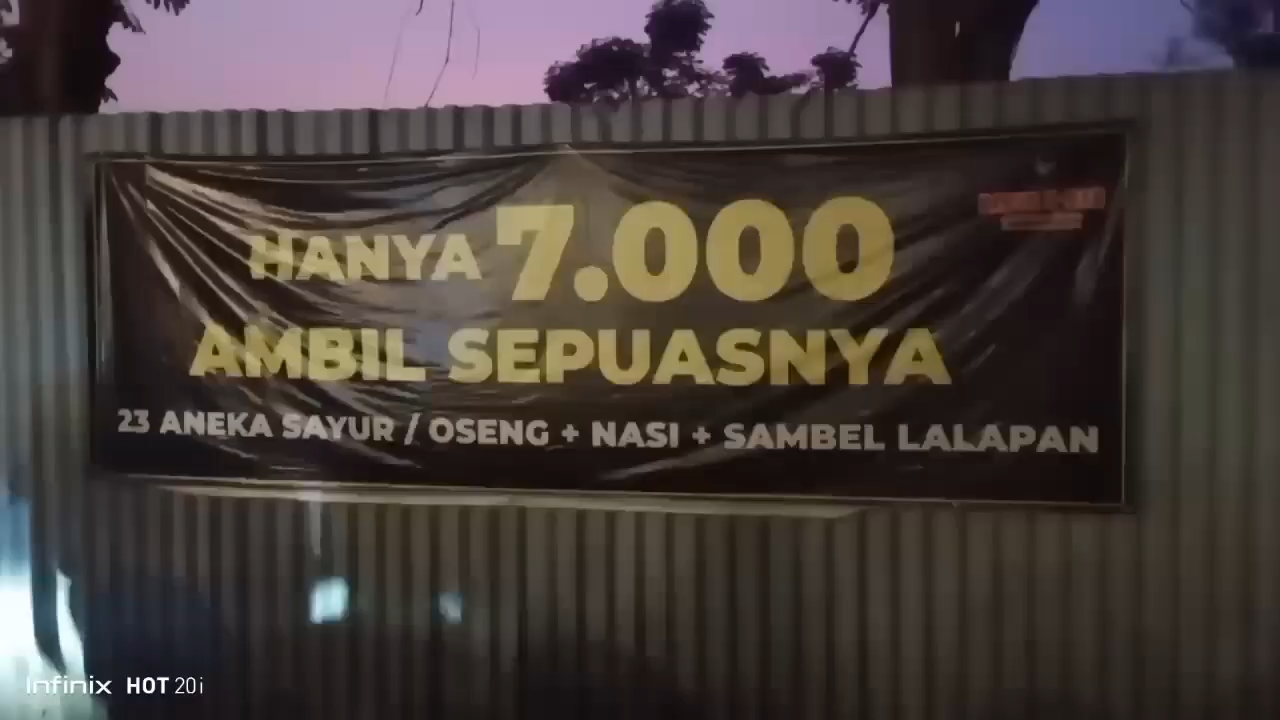 HANYA 7.000
AMBIL SEPUASNYA
23 ANEKA SAYUR / OSENG + NASI + SAMBEL LALAPAN
Infinix HOT 20i